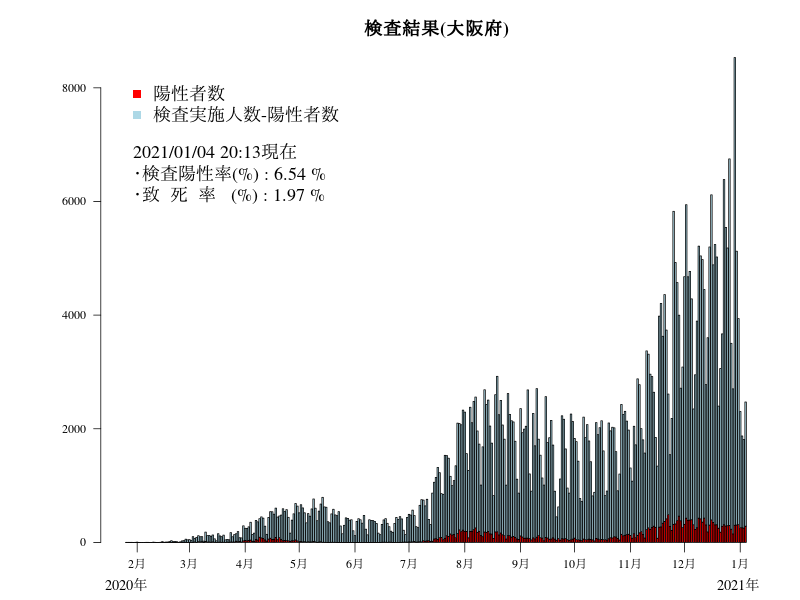 検査結果(大阪府)
陽性者数
検査実施人数-陽性者数
2021/01/04 20:13現在
・検査陽性率(%) : 6.54 %
・致 死 率 (%) : 1.97 %
8000
6000
4000
2000
0
2月 3月 4月 5月 6月 7月 8月 9月 10月 11月 12月 1月
2020年 2021年